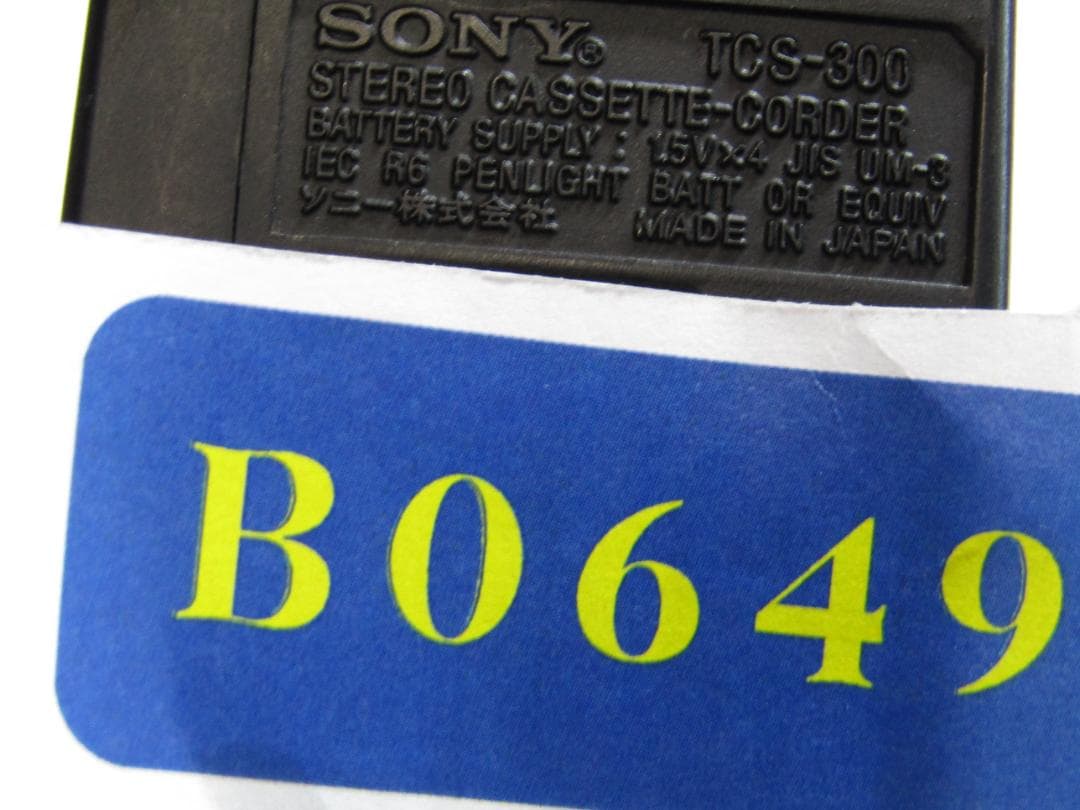 SONY® TCS-300
STEREO CASSETTE-CORDER
BATTERY SUPPLY : 1.5V×4 JIS UM-3
IEC R6 PENLIGHT BATT OR EQUIV
ソニー株式会社 MADE IN JAPAN
B0649